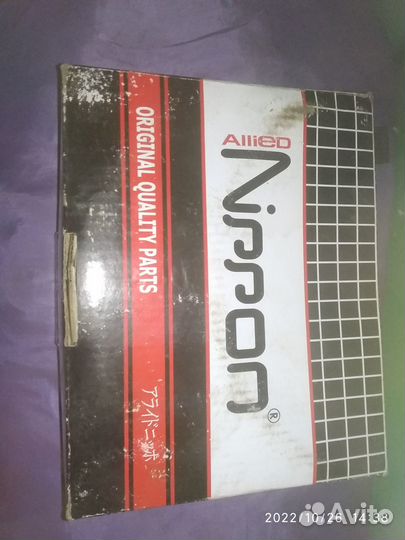 Allied
Nippon®
ORIGINAL QUALITY PARTS
アライドニッポン
2022/10/26 14:38
Avito